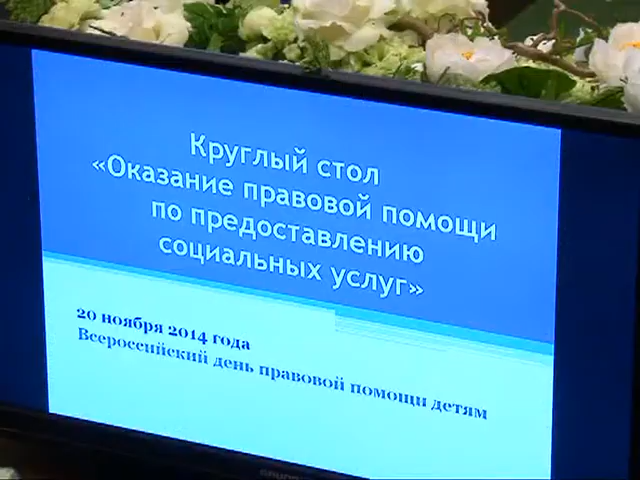 Круглый стол
«Оказание правовой помощи
по предоставлению
социальных услуг»
20 ноября 2014 года
Всероссийский день правовой помощи детям